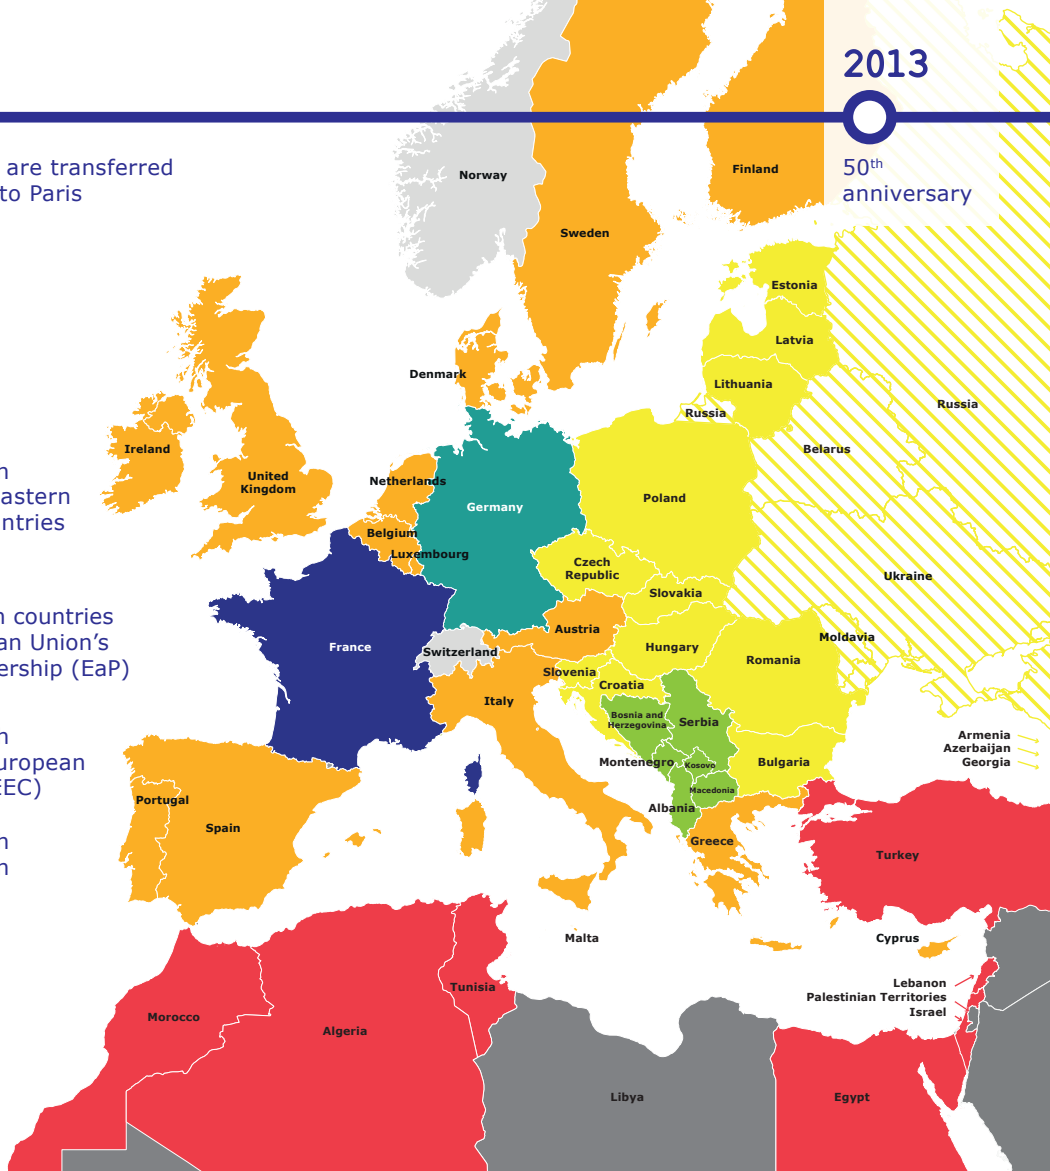 2013
are transferred
to Paris
50th
anniversary
Norway
Finland
Sweden
Estonia
Latvia
Denmark
Lithuania
Russia
Russia
Ireland
Belarus
n
astern
ntries
United
Kingdom
Netherlands
Poland
Germany
Belgium
Luxembourg
Czech
Republic
Ukraine
Slovakia
n countries
an Union’s
ership (EaP)
Austria
Moldavia
France
Switzerland
Hungary
Romania
Slovenia
Croatia
Italy
Bosnia and
Herzegovina
Serbia
n
uropean
EEC)
Armenia
Azerbaijan
Georgia
Montenegro
Kosovo
Bulgaria
Macedonia
Portugal
Albania
Spain
Greece
n
n
Turkey
Malta
Cyprus
Tunisia
Lebanon
Palestinian Territories
Israel
Morocco
Algeria
Libya
Egypt